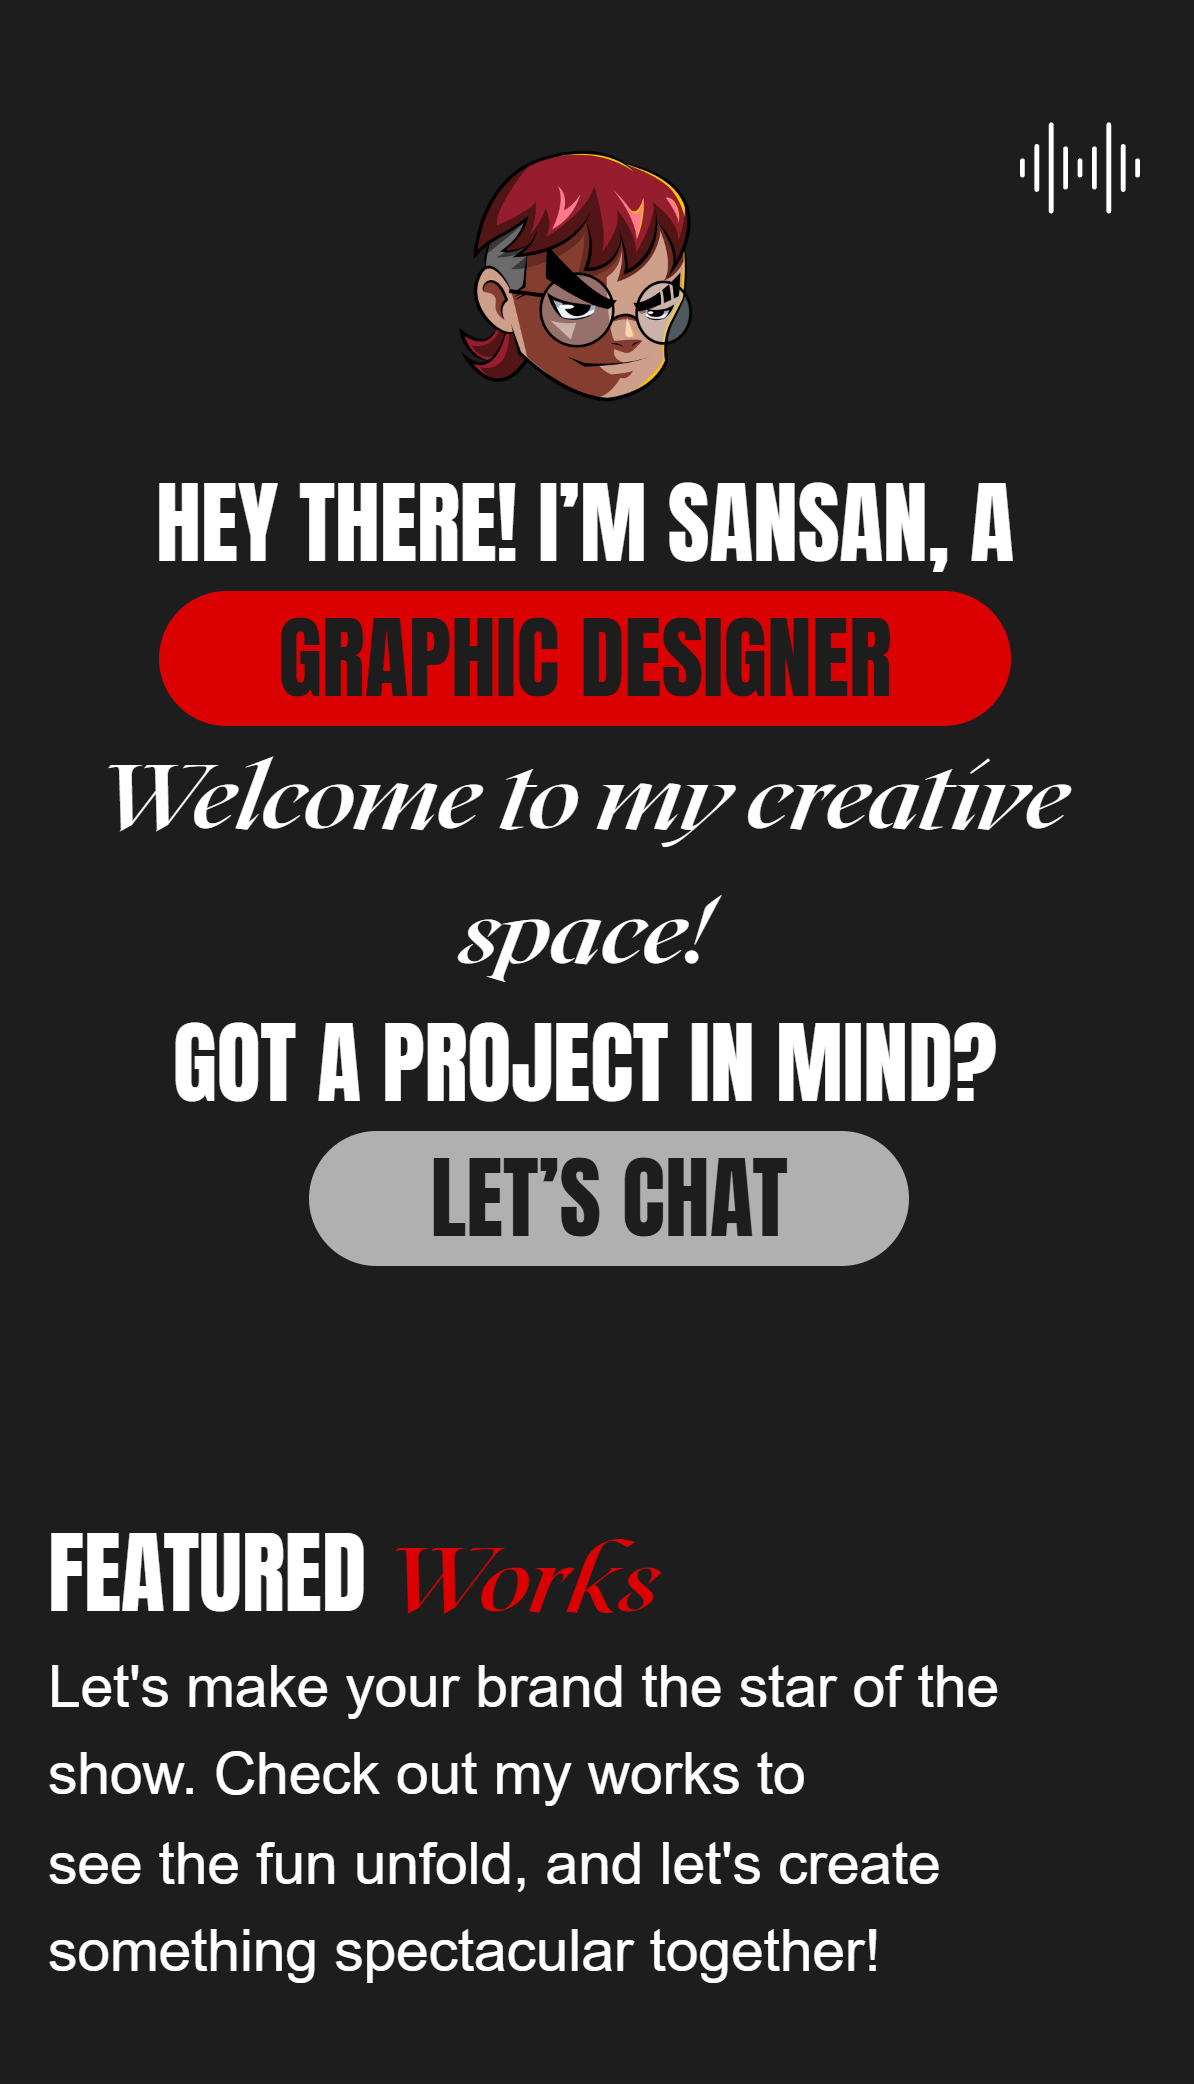 HEY THERE! I’M SANSAN, A
GRAPHIC DESIGNER
Welcome to my creative
space!
GOT A PROJECT IN MIND?
LET’S CHAT
FEATURED Works
Let's make your brand the star of the
show. Check out my works to
see the fun unfold, and let's create
something spectacular together!